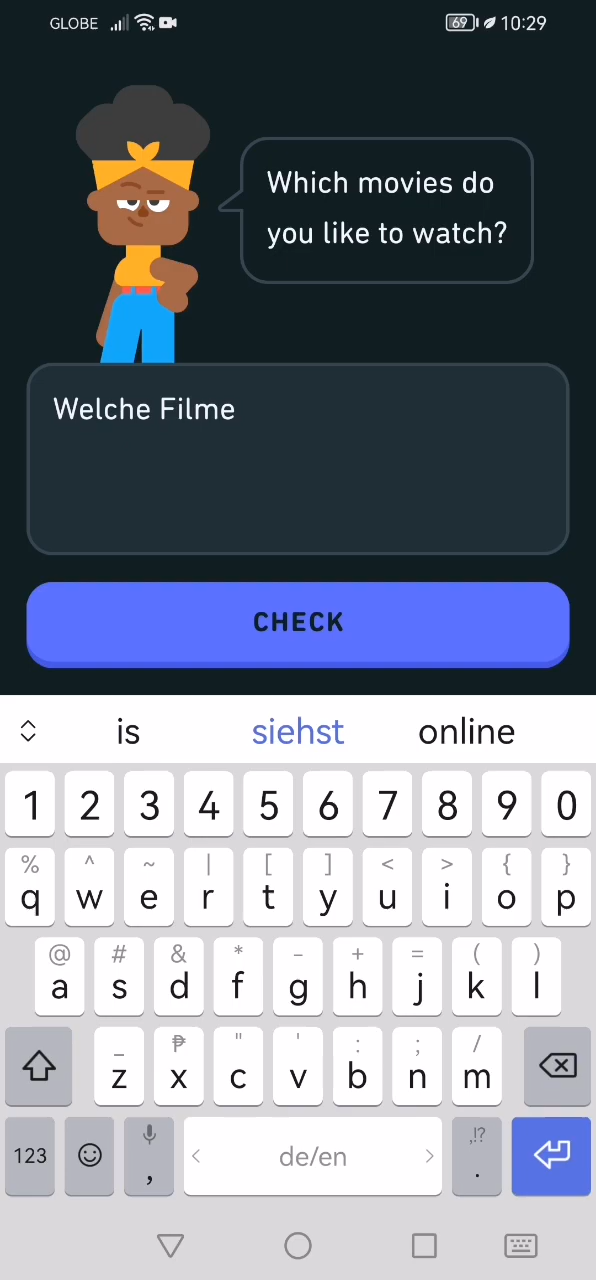 GLOBE 69 10:29
Which movies do
you like to watch?
Welche Filme
CHECK
is siehst online
1 2 3 4 5 6 7 8 9 0
% ^ ~ | [ ] < > { }
q w e r t y u i o p
@ # & * - + = ( )
a s d f g h j k l
_ ₱ " ' : ; /
z x c v b n m
123 , de/en ,!? .